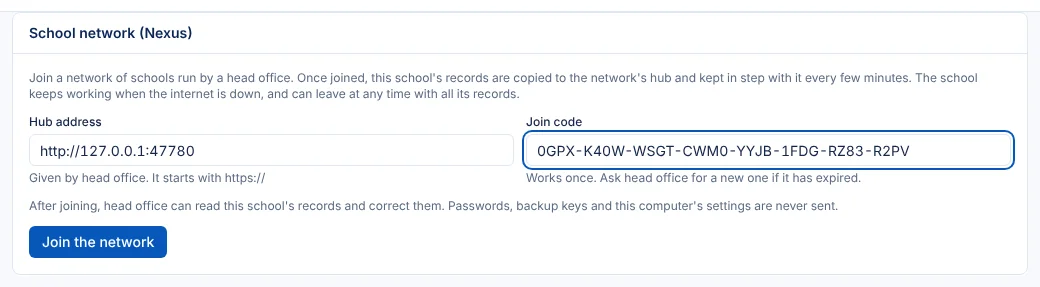 School network (Nexus)
Join a network of schools run by a head office. Once joined, this school's records are copied to the network's hub and kept in step with it every few minutes. The school
keeps working when the internet is down, and can leave at any time with all its records.
Hub address
Join code
http://127.0.0.1:47780
0GPX-K40W-WSGT-CWM0-YYJB-1FDG-RZ83-R2PV
Given by head office. It starts with https://
Works once. Ask head office for a new one if it has expired.
After joining, head office can read this school's records and correct them. Passwords, backup keys and this computer's settings are never sent.
Join the network